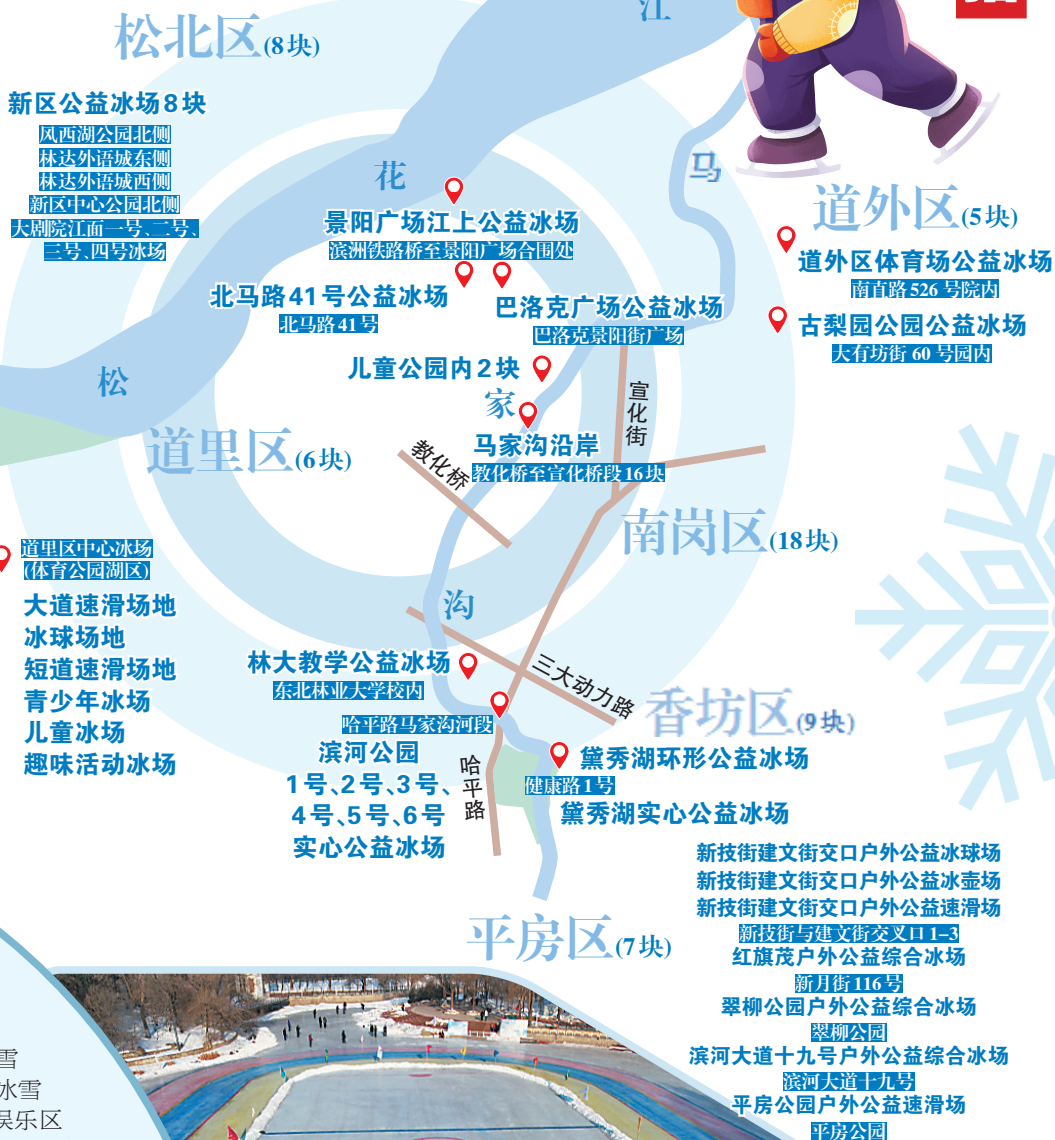 江
松北区(8块)
新区公益冰场8块
风西湖公园北侧
林达外语城东侧
林达外语城西侧
新区中心公园北侧
大剧院江面一号、二号、
三号、四号冰场
花
马
景阳广场江上公益冰场
滨洲铁路桥至景阳广场合围处
北马路41号公益冰场
北马路41号
巴洛克广场公益冰场
巴洛克景阳街广场
道外区(5块)
道外区体育场公益冰场
南直路526号院内
古梨园公园公益冰场
大有坊街60号园内
儿童公园内2块
松
家
宣化街
马家沟沿岸
教化桥至宣化桥段16块
教化桥
道里区(6块)
南岗区(18块)
道里区中心冰场
(体育公园湖区)
大道速滑场地
冰球场地
短道速滑场地
青少年冰场
儿童冰场
趣味活动冰场
沟
林大教学公益冰场
东北林业大学校内
三大动力路
香坊区(9块)
哈平路马家沟河段
滨河公园
1号、2号、3号、
4号、5号、6号
实心公益冰场
哈平路
黛秀湖环形公益冰场
健康路1号
黛秀湖实心公益冰场
平房区(7块)
新技街建文街交口户外公益冰球场
新技街建文街交口户外公益冰壶场
新技街建文街交口户外公益速滑场
新技街与建文街交叉口1-3
红旗茂户外公益综合冰场
新月街116号
翠柳公园户外公益综合冰场
翠柳公园
滨河大道十九号户外公益综合冰场
滨河大道十九号
平房公园户外公益速滑场
平房公园
雪
冰雪
娱乐区